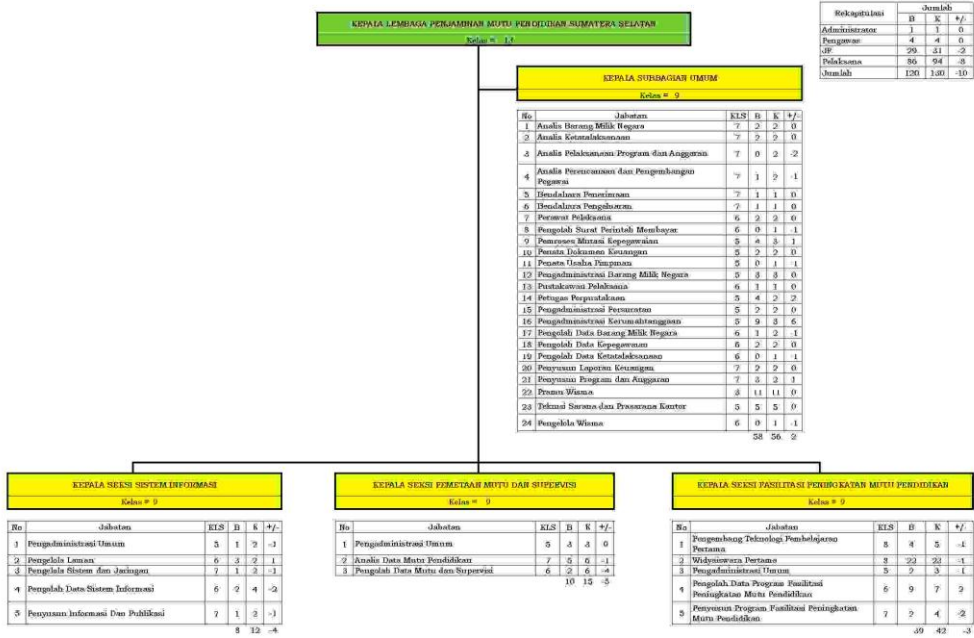 KEPALA LEMBAGA PENJAMINAN MUTU PENDIDIKAN SUMATERA SELATAN
Kelas =
Rekapitulasi Jumlah
B K +/-
Administrator 1 1 0
Pengawas 4 4 0
JF 29 31 -2
Pelaksana 86 94 -8
Jumlah 120 130 -10
KEPALA SUBBAGIAN UMUM
Kelas = 9
No Jabatan KLS B K +/-
1 Analis Barang Milik Negara 7 2 2 0
2 Analis Ketatalaksanaan 7 2 2 0
3 Analis Pelaksanaan Program dan Anggaran 7 0 2 -2
4 Analis Perencanaan dan Pengembangan Pegawai 7 1 2 -1
5 Bendahara Penerimaan 7 1 1 0
6 Bendahara Pengeluaran 7 1 1 0
7 Perawat Pelaksana 6 2 2 0
8 Pengolah Surat Perintah Membayar 6 0 1 -1
9 Pemroses Mutasi Kepegawaian 5 4 3 1
10 Penata Dokumen Keuangan 5 2 2 0
11 Penata Usaha Pimpinan 5 0 1 -1
12 Pengadministrasi Barang Milik Negara 5 3 3 0
13 Pustakawan Pelaksana 6 1 1 0
14 Petugas Perpustakaan 5 4 2 2
15 Pengadministrasi Persuratan 5 2 2 0
16 Pengadministrasi Kerumahtanggaan 5 9 3 6
17 Pengolah Data Barang Milik Negara 6 1 2 -1
18 Pengolah Data Kepegawaian 6 2 2 0
19 Pengolah Data Ketatalaksanaan 6 0 1 -1
20 Penyusun Laporan Keuangan 7 2 2 0
21 Penyusun Program dan Anggaran 7 3 2 1
22 Pramu Wisma 3 11 11 0
23 Teknisi Sarana dan Prasarana Kantor 5 5 5 0
24 Pengelola Wisma 6 0 1 -1
58 56 2
KEPALA SEKSI SISTEM INFORMASI
Kelas = 9
No Jabatan KLS B K +/-
1 Pengadministrasi Umum 5 1 2 -1
2 Pengelola Laman 6 3 2 1
3 Pengelola Sistem dan Jaringan 7 1 2 -1
4 Pengolah Data Sistem Informasi 6 2 4 -2
5 Penyusun Informasi Dan Publikasi 7 1 2 -1
8 12 -4
KEPALA SEKSI PEMETAAN MUTU DAN SUPERVISI
Kelas = 9
No Jabatan KLS B K +/-
1 Pengadministrasi Umum 5 3 3 0
2 Analis Data Mutu Pendidikan 7 5 6 -1
3 Pengolah Data Mutu dan Supervisi 6 2 6 -4
10 15 -5
KEPALA SEKSI FASILITASI PENINGKATAN MUTU PENDIDIKAN
Kelas = 9
No Jabatan KLS B K +/-
1 Pengembang Teknologi Pembelajaran Pertama 8 4 5 -1
2 Widyaiswara Pertama 8 22 23 -1
3 Pengadministrasi Umum 5 2 3 -1
4 Pengolah Data Program Fasilitasi Peningkatan Mutu Pendidikan 6 9 7 2
5 Penyusun Program Fasilitasi Peningkatan Mutu Pendidikan 7 2 4 -2
39 42 -3